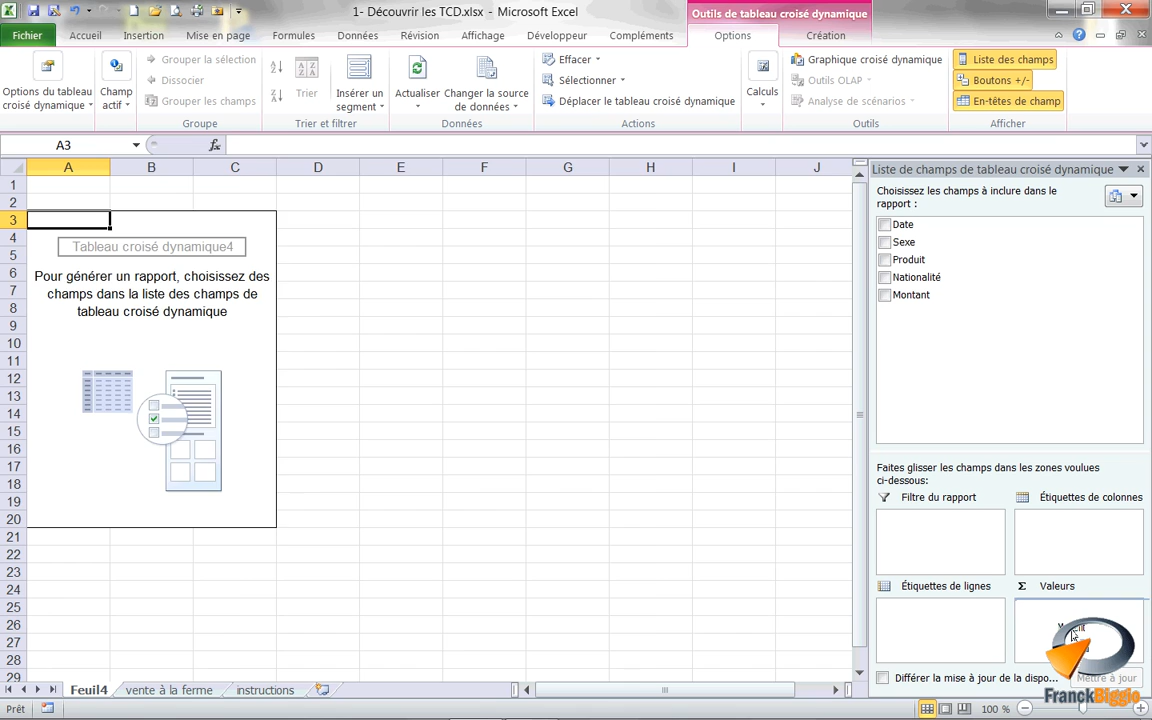 1- Découvrir les TCD.xlsx - Microsoft Excel
Outils de tableau croisé dynamique
Fichier Accueil Insertion Mise en page Formules Données Révision Affichage Développeur Compléments Options Création
Options du tableau croisé dynamique
Champ actif
Grouper la sélection
Dissocier
Grouper les champs
Groupe
Trier
Insérer un segment
Trier et filtrer
Actualiser
Changer la source de données
Données
Effacer
Sélectionner
Déplacer le tableau croisé dynamique
Actions
Calculs
Graphique croisé dynamique
Outils OLAP
Analyse de scénarios
Outils
Liste des champs
Boutons +/-
En-têtes de champ
Afficher
A3 fx
A B C D E F G H I J
1
2
3
4
5
6
7
8
9
10
11
12
13
14
15
16
17
18
19
20
21
22
23
24
25
26
27
28
29
Tableau croisé dynamique4
Pour générer un rapport, choisissez des
champs dans la liste des champs de
tableau croisé dynamique
Liste de champs de tableau croisé dynamique
Choisissez les champs à inclure dans le
rapport :
Date
Sexe
Produit
Nationalité
Montant
Faites glisser les champs dans les zones voulues
ci-dessous:
Filtre du rapport Étiquettes de colonnes
Étiquettes de lignes Σ Valeurs
Différer la mise à jour de la dispo... Mettre à jour
FranckBiggio
Feuil4 vente à la ferme instructions
Prêt 100 %